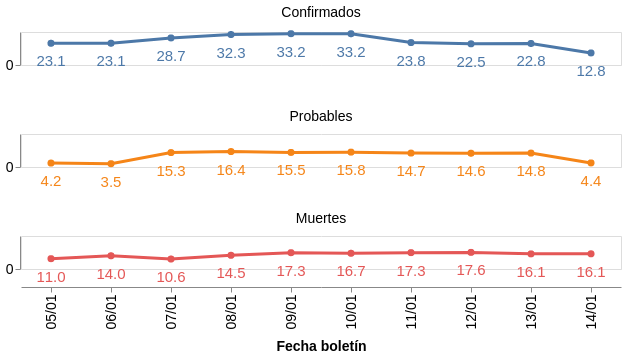 Confirmados
0
23.1 23.1 28.7 32.3 33.2 33.2 23.8 22.5 22.8 12.8
Probables
0
4.2 3.5 15.3 16.4 15.5 15.8 14.7 14.6 14.8 4.4
Muertes
0
11.0 14.0 10.6 14.5 17.3 16.7 17.3 17.6 16.1 16.1
05/01 06/01 07/01 08/01 09/01 10/01 11/01 12/01 13/01 14/01
Fecha boletín